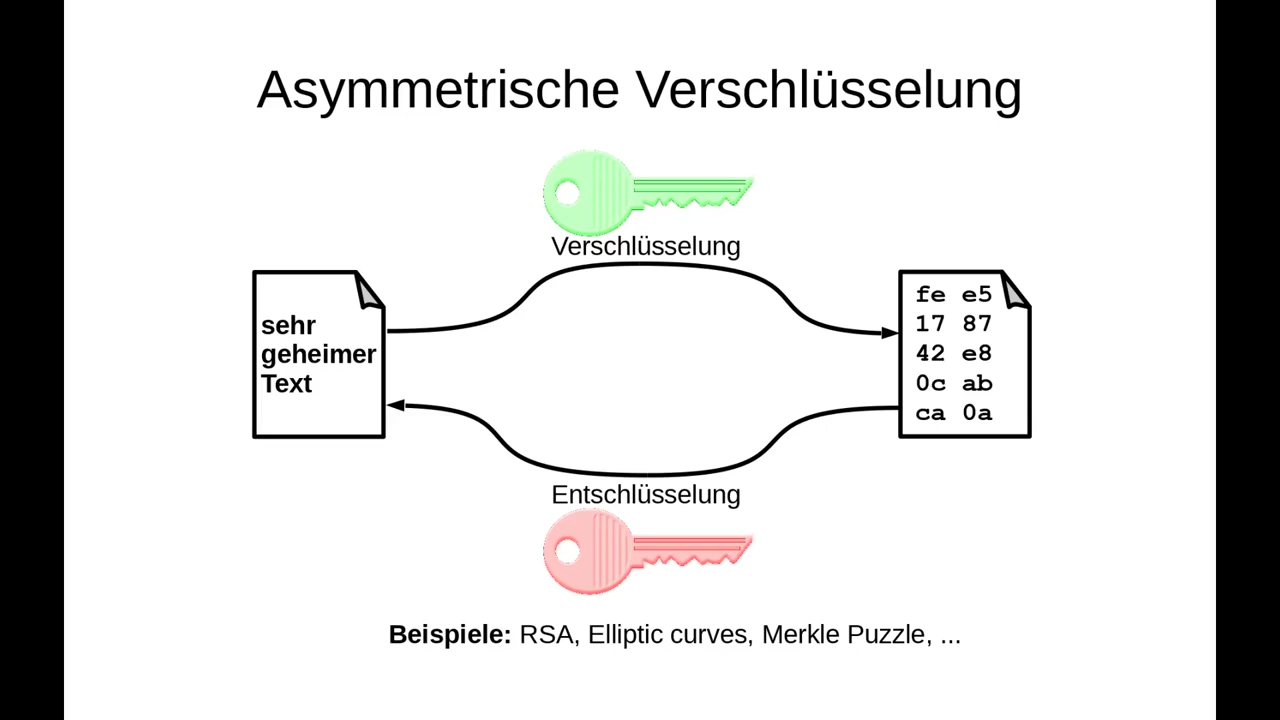 Asymmetrische Verschlüsselung
Verschlüsselung
sehr
geheimer
Text
fe e5
17 87
42 e8
0c ab
ca 0a
Entschlüsselung
Beispiele: RSA, Elliptic curves, Merkle Puzzle, ...